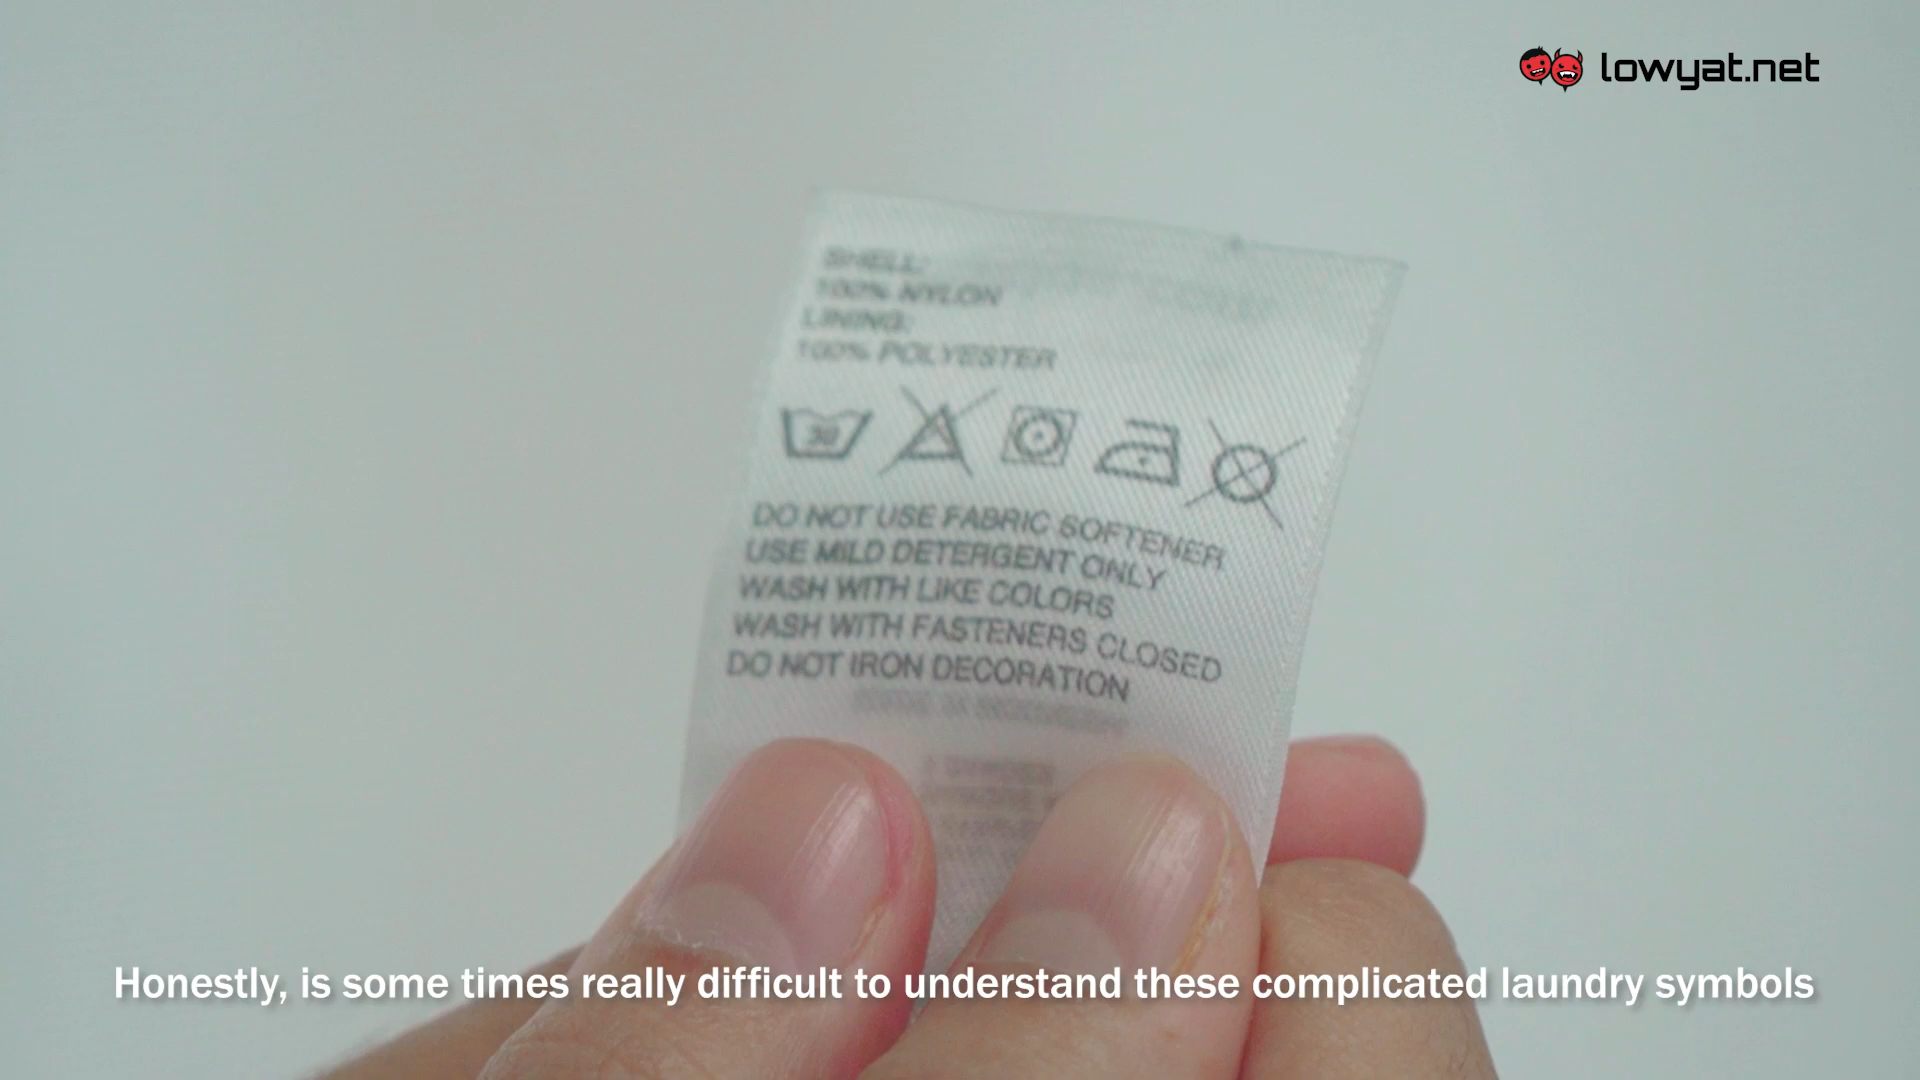 lowyat.net
SHELL:
100% NYLON
LINING:
100% POLYESTER
30
DO NOT USE FABRIC SOFTENER
USE MILD DETERGENT ONLY
WASH WITH LIKE COLORS
WASH WITH FASTENERS CLOSED
DO NOT IRON DECORATION
Honestly, is some times really difficult to understand these complicated laundry symbols